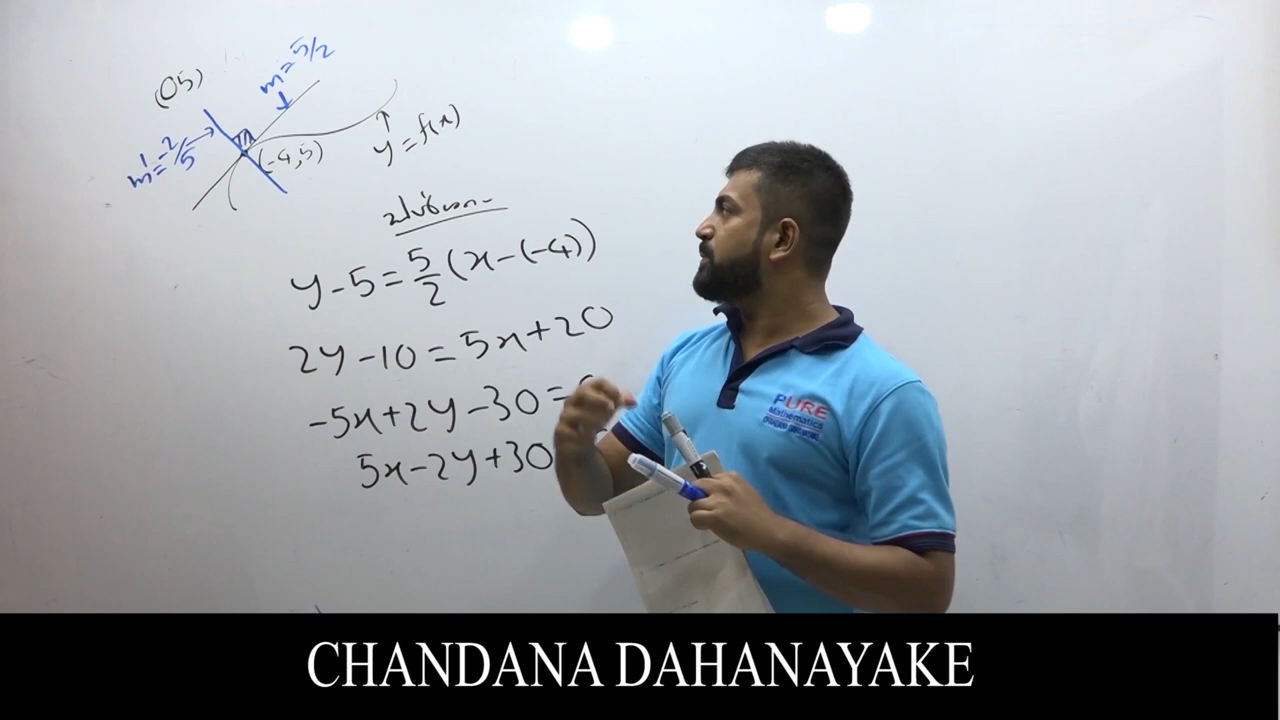 (05)
m=5/2
m¹=-2/5
(-4,5)
y=f(x)
y-5=5/2(x-(-4))
2y-10=5x+20
-5x+2y-30=0
5x-2y+30
PURE
Mathematics
CHANDANA DAHANAYAKE